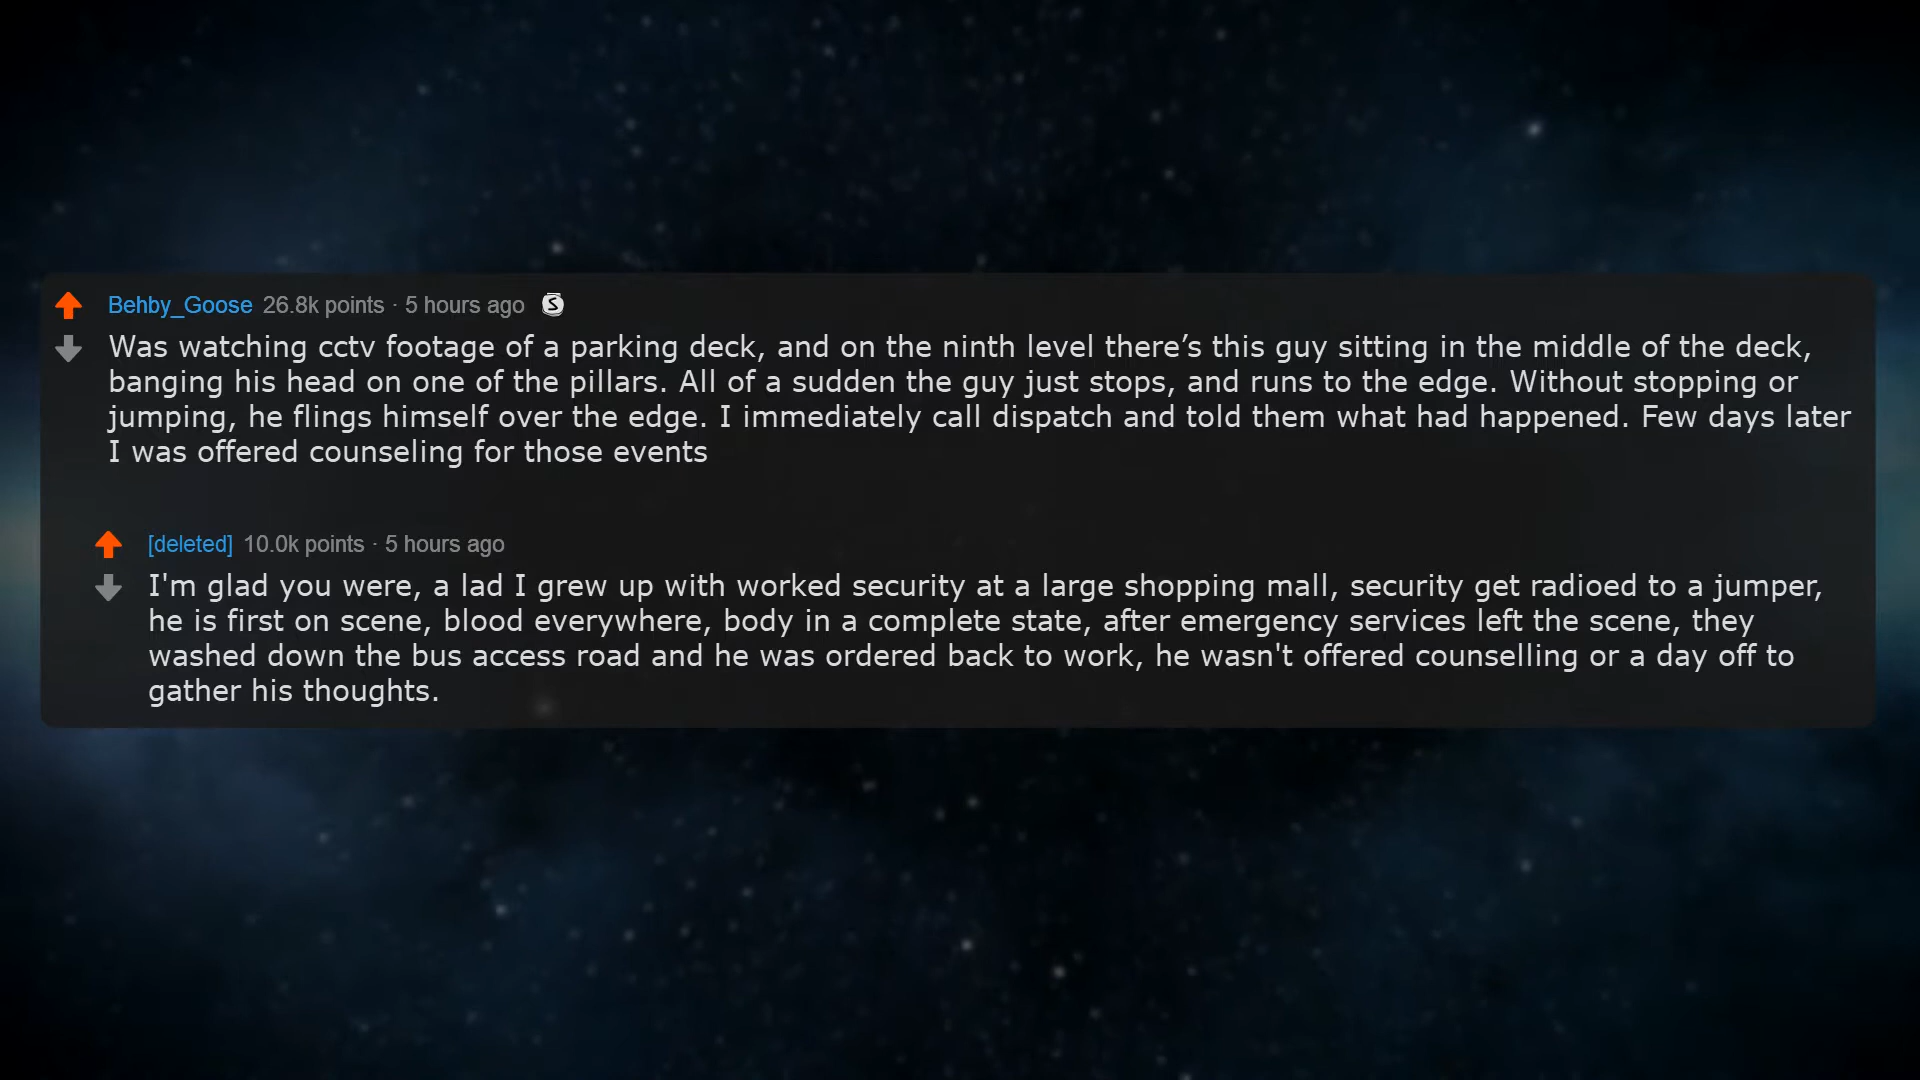 Behby_Goose 26.8k points · 5 hours ago
Was watching cctv footage of a parking deck, and on the ninth level there’s this guy sitting in the middle of the deck,
banging his head on one of the pillars. All of a sudden the guy just stops, and runs to the edge. Without stopping or
jumping, he flings himself over the edge. I immediately call dispatch and told them what had happened. Few days later
I was offered counseling for those events
[deleted] 10.0k points · 5 hours ago
I'm glad you were, a lad I grew up with worked security at a large shopping mall, security get radioed to a jumper,
he is first on scene, blood everywhere, body in a complete state, after emergency services left the scene, they
washed down the bus access road and he was ordered back to work, he wasn't offered counselling or a day off to
gather his thoughts.